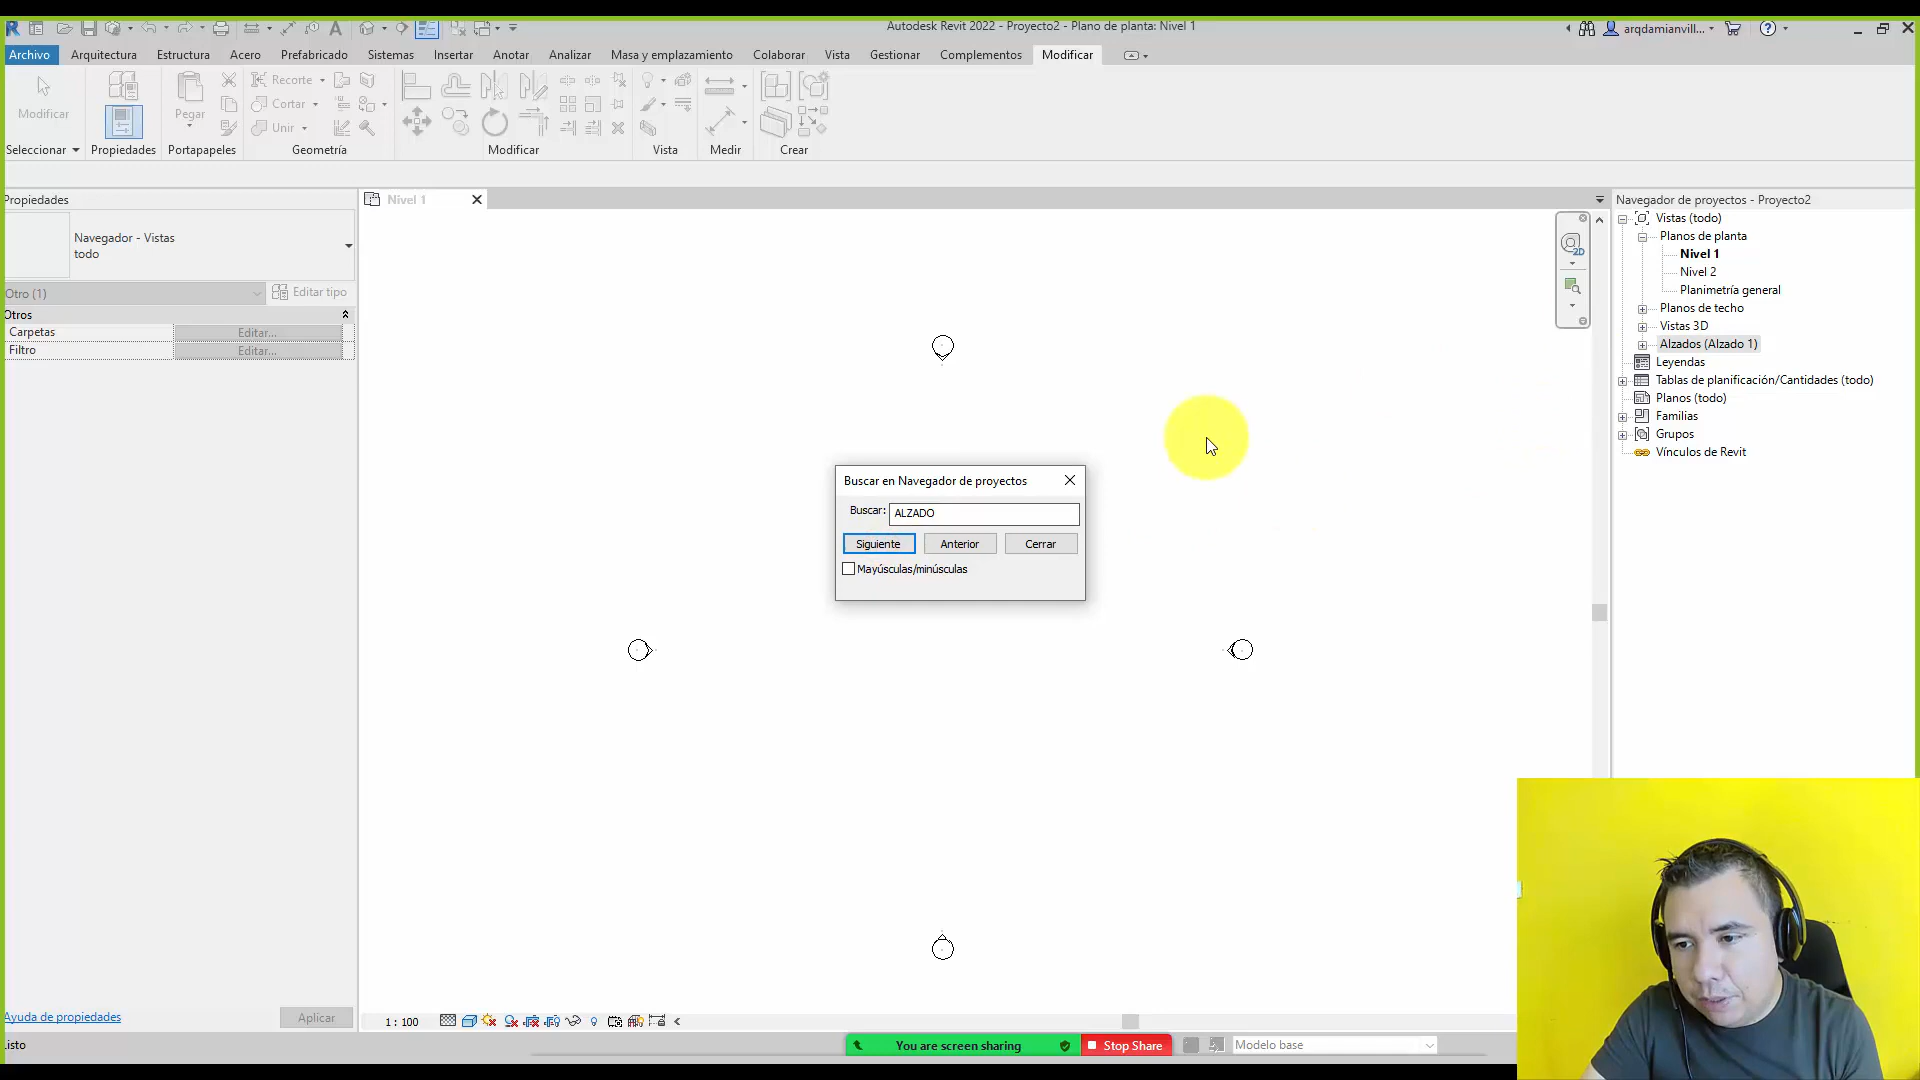 Autodesk Revit 2022 - Proyecto2 - Plano de planta: Nivel 1
arqdamianvill...
Archivo Arquitectura Estructura Acero Prefabricado Sistemas Insertar Anotar Analizar Masa y emplazamiento Colaborar Vista Gestionar Complementos Modificar
Modificar
Pegar
Recorte
Cortar
Unir
Seleccionar Propiedades Portapapeles Geometría Modificar Vista Medir Crear
Propiedades
Navegador - Vistas
todo
Otro (1) Editar tipo
Otros
Carpetas Editar...
Filtro Editar...
Ayuda de propiedades Aplicar
Nivel 1
2D
Buscar en Navegador de proyectos
Buscar: ALZADO
Siguiente Anterior Cerrar
Mayúsculas/minúsculas
Navegador de proyectos - Proyecto2
Vistas (todo)
Planos de planta
Nivel 1
Nivel 2
Planimetría general
Planos de techo
Vistas 3D
Alzados (Alzado 1)
Leyendas
Tablas de planificación/Cantidades (todo)
Planos (todo)
Familias
Grupos
Vínculos de Revit
1 : 100
Listo
You are screen sharing Stop Share
Modelo base